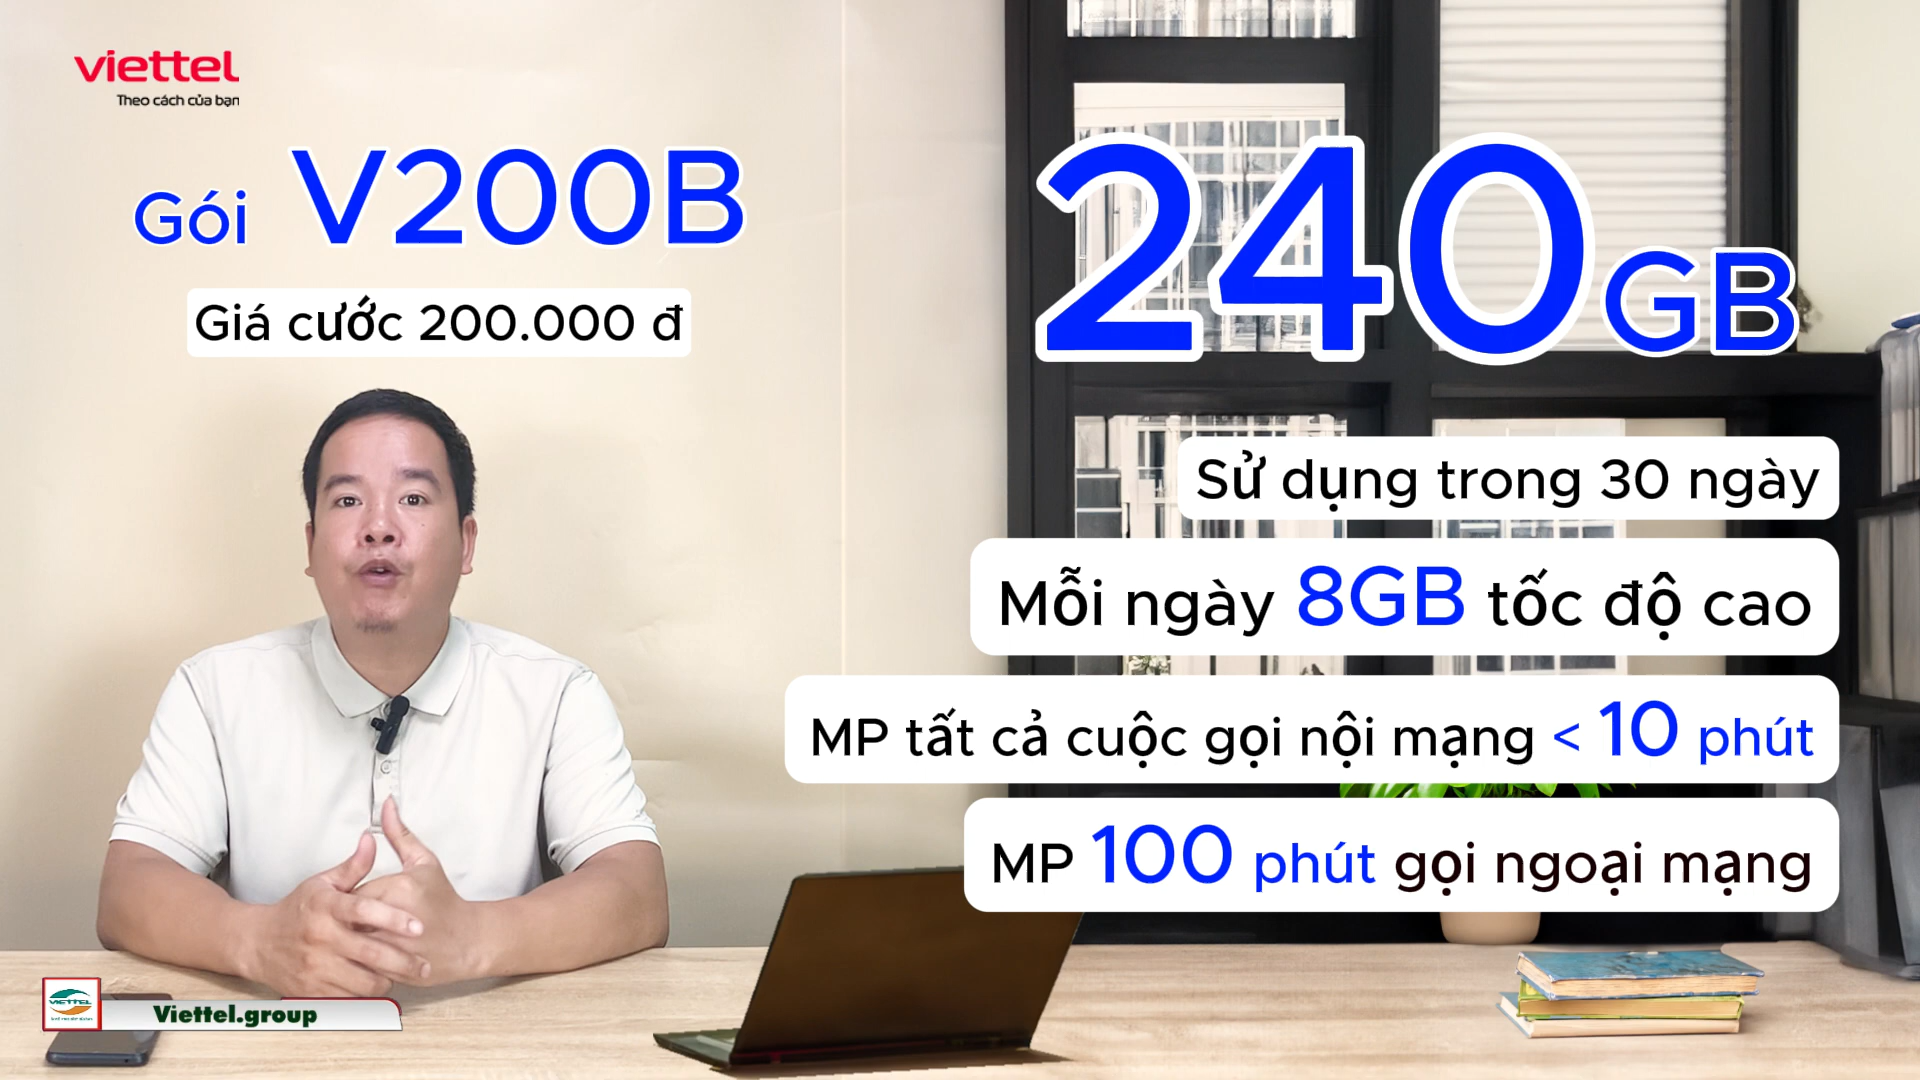 viettel
Theo cách của bạn
Gói V200B
Giá cước 200.000 đ
240GB
Sử dụng trong 30 ngày
Mỗi ngày 8GB tốc độ cao
MP tất cả cuộc gọi nội mạng < 10 phút
MP 100 phút gọi ngoại mạng
VIETTEL
Viettel.group